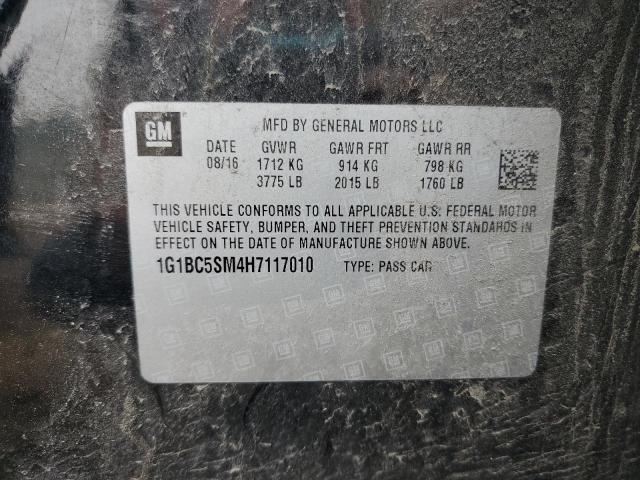 GM
MFD BY GENERAL MOTORS LLC
DATE GVWR GAWR FRT GAWR RR
08/16 1712 KG 914 KG 798 KG
3775 LB 2015 LB 1760 LB
THIS VEHICLE CONFORMS TO ALL APPLICABLE U.S. FEDERAL MOTOR
VEHICLE SAFETY, BUMPER, AND THEFT PREVENTION STANDARDS IN
EFFECT ON THE DATE OF MANUFACTURE SHOWN ABOVE.
1G1BC5SM4H7117010 TYPE: PASS CAR